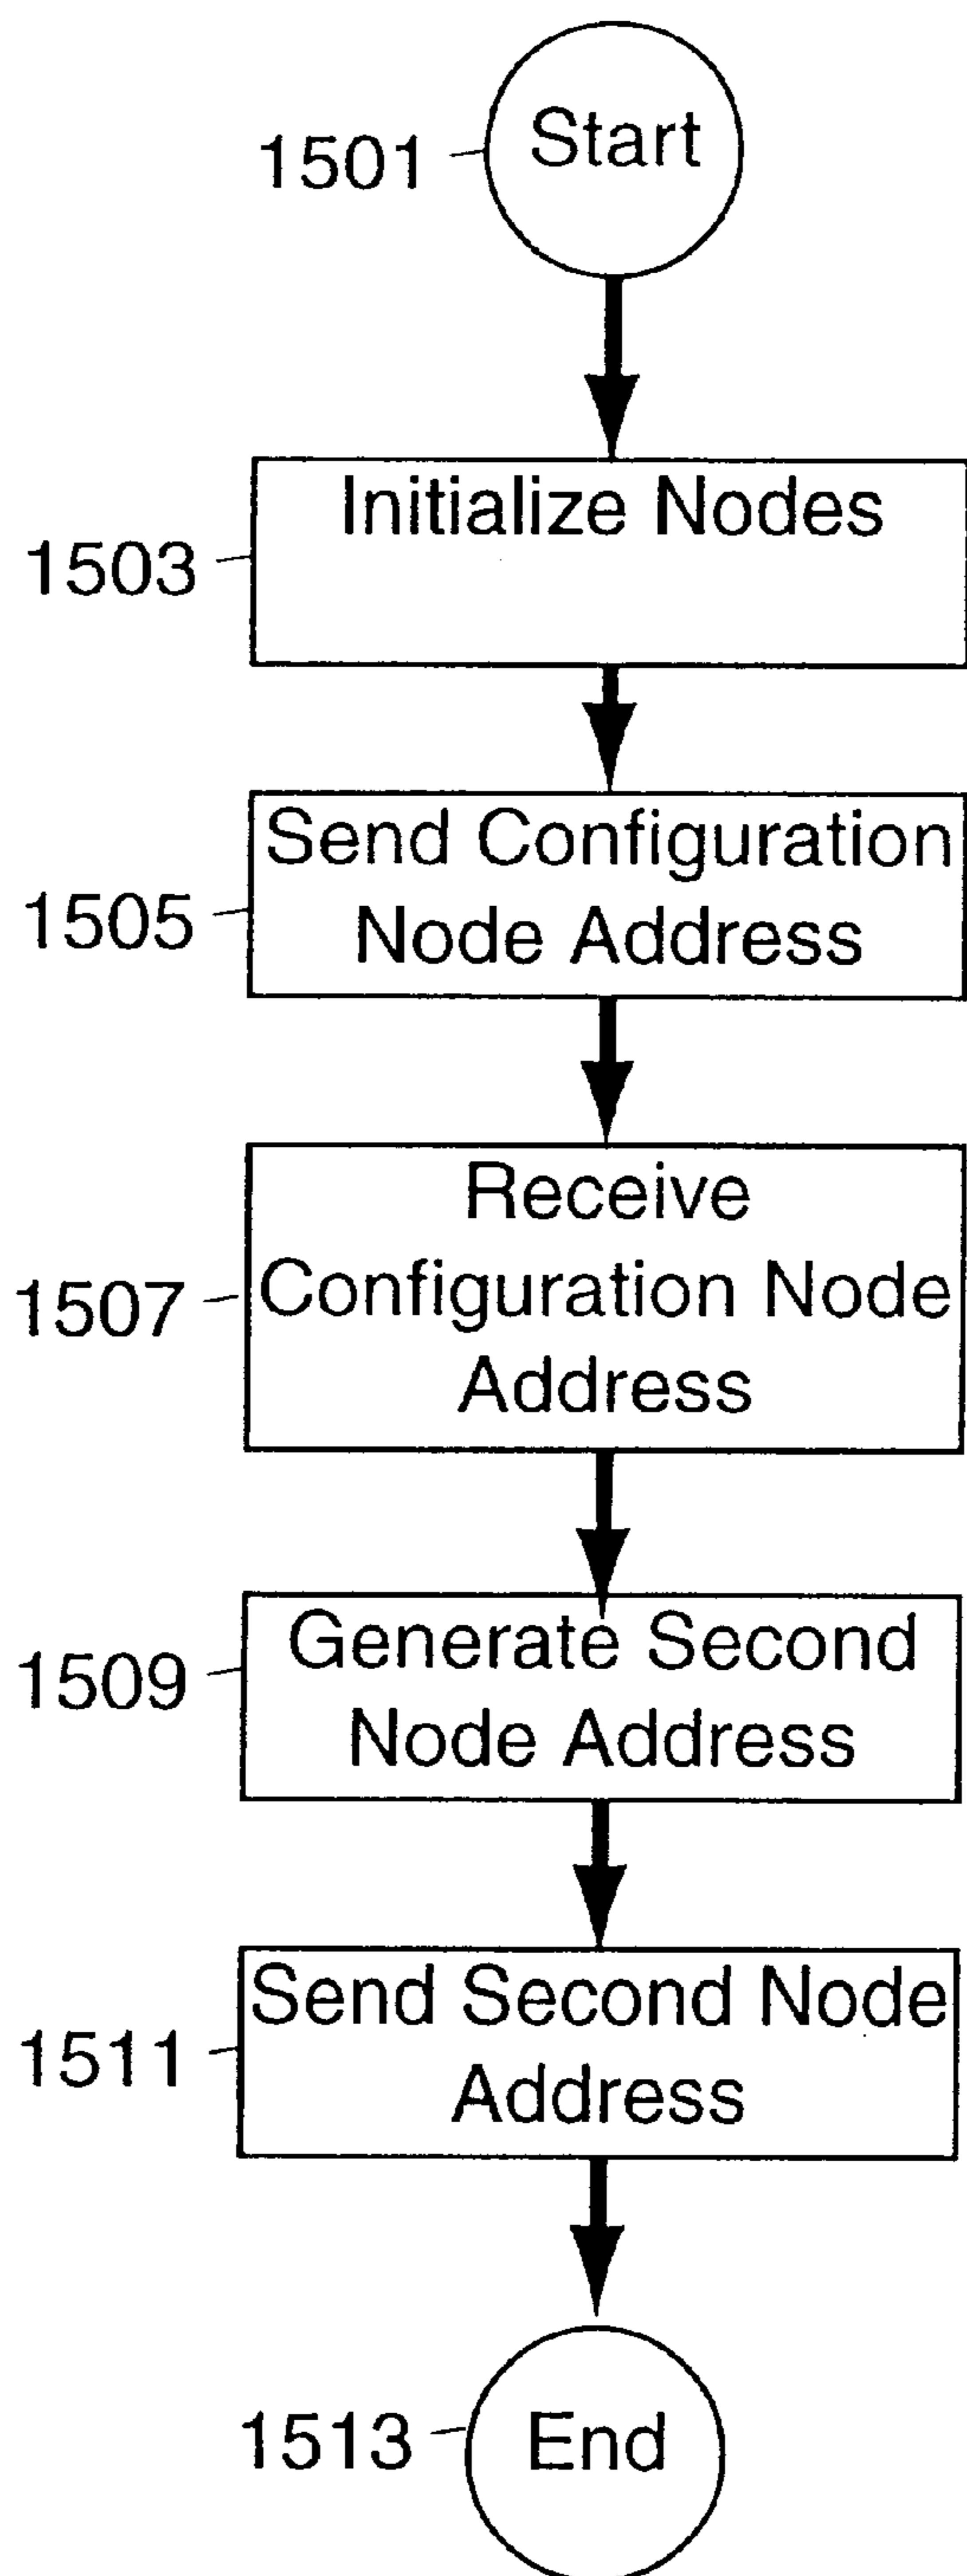 Start
1501
Initialize Nodes
1503
Send Configuration
Node Address
1505
Receive
Configuration Node
Address
1507
Generate Second
Node Address
1509
Send Second Node
Address
1511
End
1513